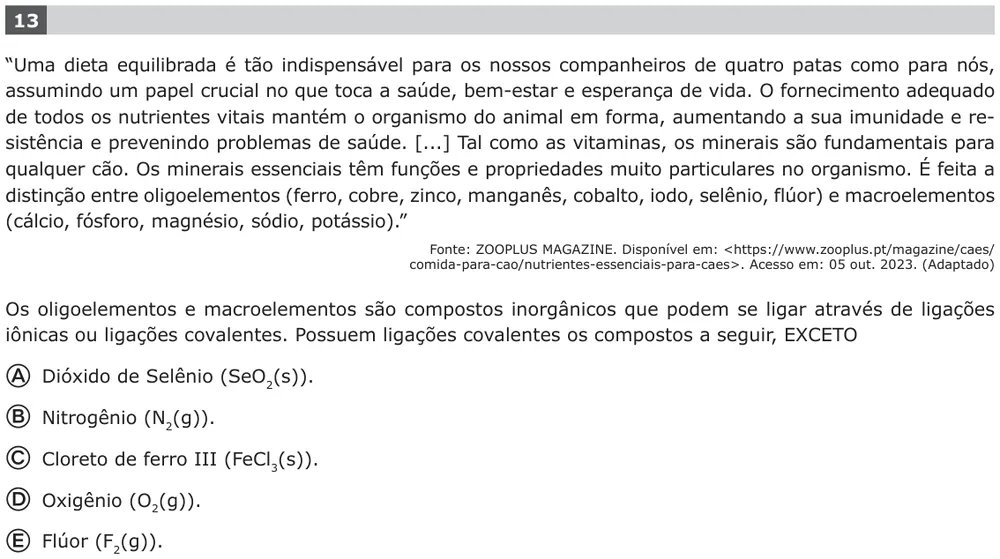 13
“Uma dieta equilibrada é tão indispensável para os nossos companheiros de quatro patas como para nós,
assumindo um papel crucial no que toca a saúde, bem-estar e esperança de vida. O fornecimento adequado
de todos os nutrientes vitais mantém o organismo do animal em forma, aumentando a sua imunidade e re-
sistência e prevenindo problemas de saúde. [...] Tal como as vitaminas, os minerais são fundamentais para
qualquer cão. Os minerais essenciais têm funções e propriedades muito particulares no organismo. É feita a
distinção entre oligoelementos (ferro, cobre, zinco, manganês, cobalto, iodo, selênio, flúor) e macroelementos
(cálcio, fósforo, magnésio, sódio, potássio).”
Fonte: ZOOPLUS MAGAZINE. Disponível em: <https://www.zooplus.pt/magazine/caes/
comida-para-cao/nutrientes-essenciais-para-caes>. Acesso em: 05 out. 2023. (Adaptado)
Os oligoelementos e macroelementos são compostos inorgânicos que podem se ligar através de ligações
iônicas ou ligações covalentes. Possuem ligações covalentes os compostos a seguir, EXCETO
A Dióxido de Selênio (SeO₂(s)).
B Nitrogênio (N₂(g)).
C Cloreto de ferro III (FeCl₃(s)).
D Oxigênio (O₂(g)).
E Flúor (F₂(g)).